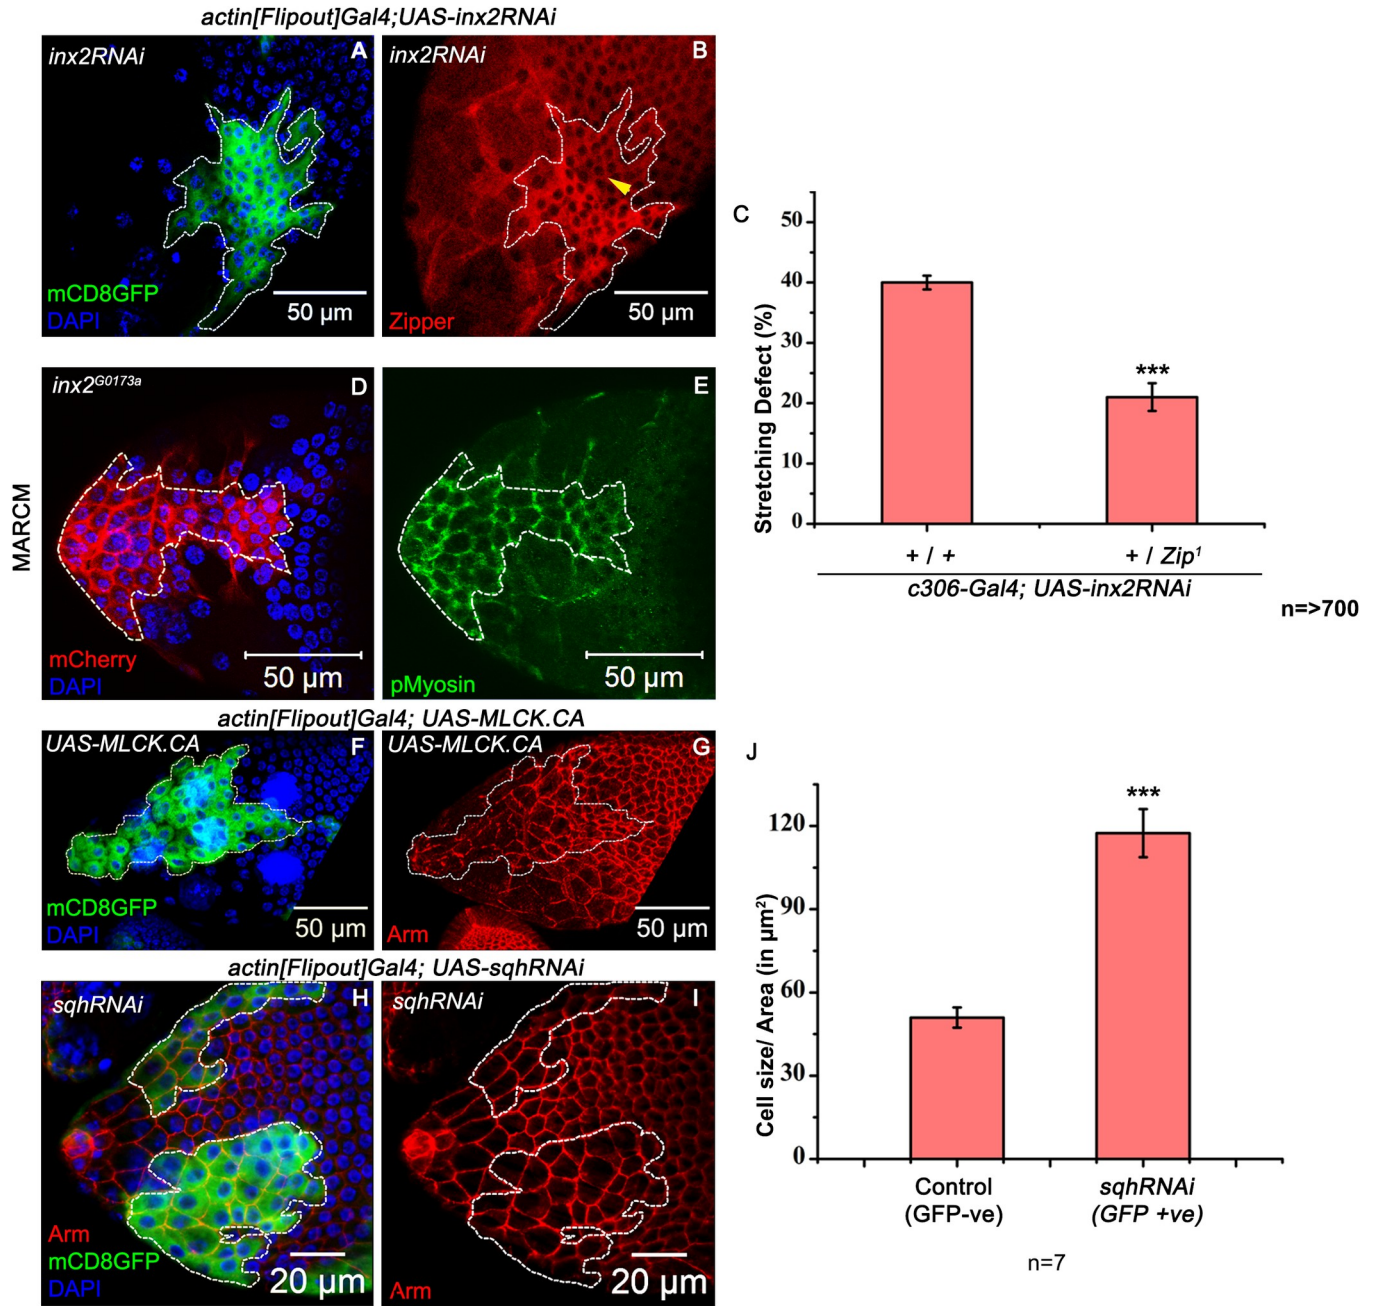 actin[Flipout]Gal4;UAS-inx2RNAi
inx2RNAi
A
mCD8GFP
DAPI
50 µm
inx2RNAi
B
Zipper
50 µm
C
Stretching Defect (%)
50
40
30
20
10
0
***
+ / +
+ / Zip¹
c306-Gal4; UAS-inx2RNAi
n=>700
MARCM
inx2ᴳ⁰¹⁷³ᵃ
D
mCherry
DAPI
50 µm
E
pMyosin
50 µm
actin[Flipout]Gal4; UAS-MLCK.CA
UAS-MLCK.CA
F
mCD8GFP
DAPI
50 µm
UAS-MLCK.CA
G
Arm
50 µm
actin[Flipout]Gal4; UAS-sqhRNAi
sqhRNAi
H
Arm
mCD8GFP
DAPI
20 µm
sqhRNAi
I
Arm
20 µm
J
Cell size/ Area (in µm²)
120
90
60
30
0
***
Control
(GFP-ve)
sqhRNAi
(GFP +ve)
n=7